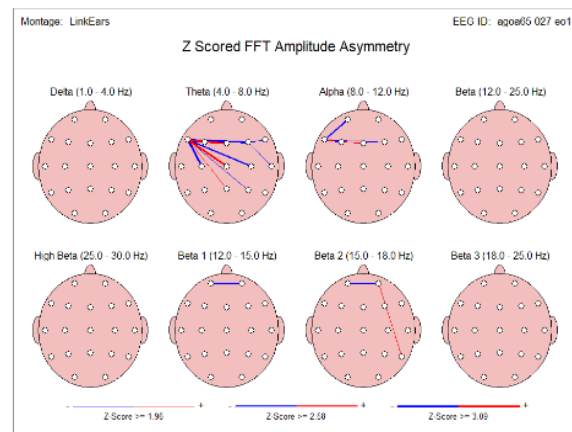 Montage: LinkEars
EEG ID: agoa65 027 eo1
Z Scored FFT Amplitude Asymmetry
Delta (1.0 - 4.0 Hz)
Theta (4.0 - 8.0 Hz)
Alpha (8.0 - 12.0 Hz)
Beta (12.0 - 25.0 Hz)
High Beta (25.0 - 30.0 Hz)
Beta 1 (12.0 - 15.0 Hz)
Beta 2 (15.0 - 18.0 Hz)
Beta 3 (18.0 - 25.0 Hz)
- +
Z-Score >= 1.96
- +
Z-Score >= 2.58
- +
Z-Score >= 3.09